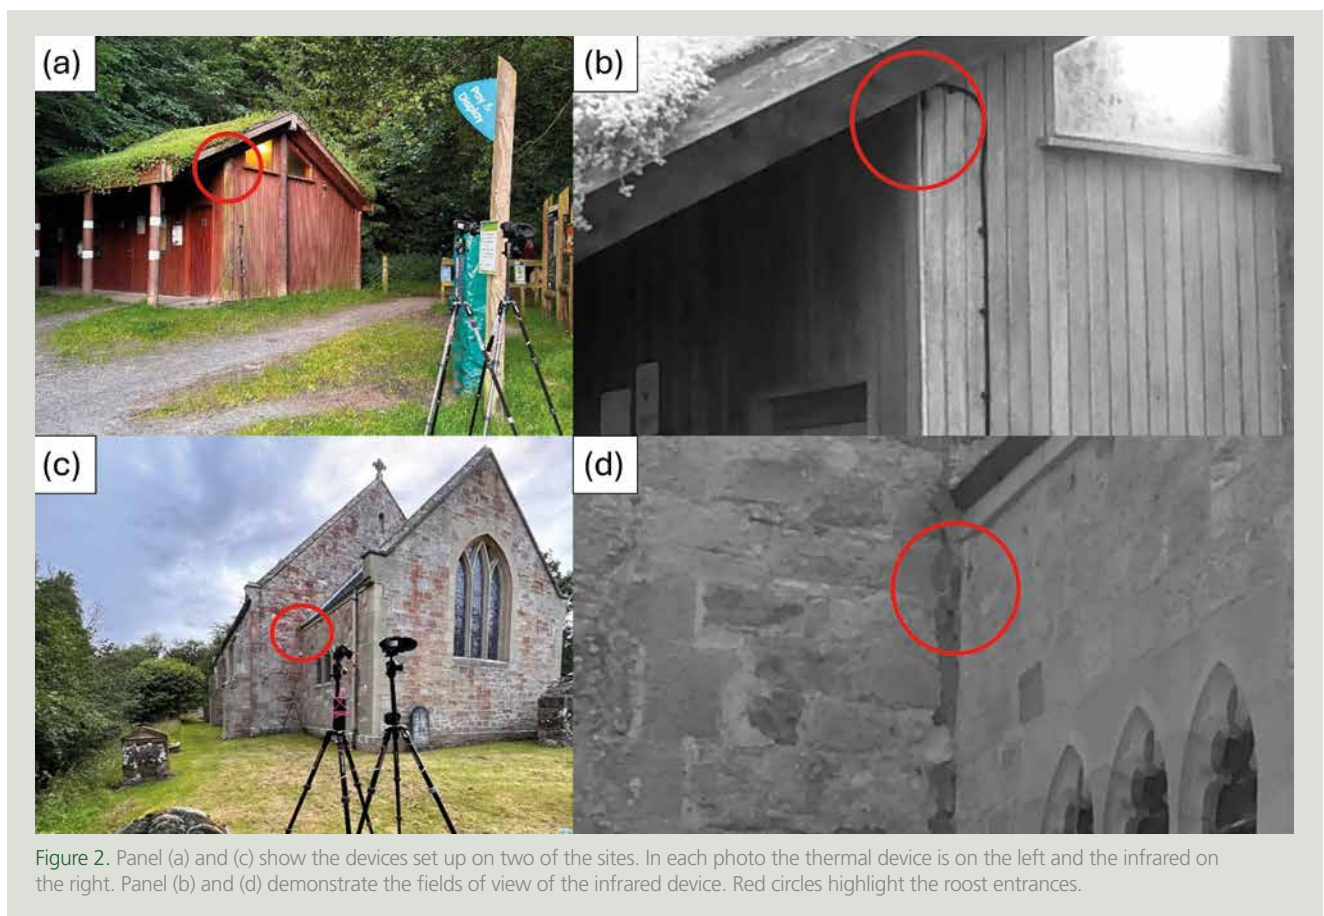 (a)
(b)
Pay &
Display
(c)
(d)
Figure 2. Panel (a) and (c) show the devices set up on two of the sites. In each photo the thermal device is on the left and the infrared on
the right. Panel (b) and (d) demonstrate the fields of view of the infrared device. Red circles highlight the roost entrances.